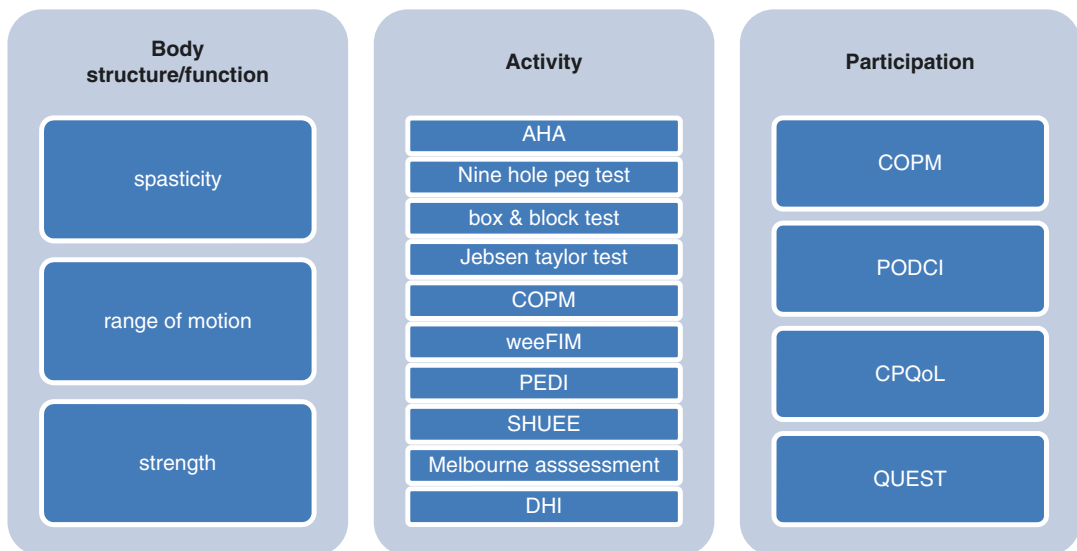 Body
structure/function
spasticity
range of motion
strength
Activity
AHA
Nine hole peg test
box & block test
Jebsen taylor test
COPM
weeFIM
PEDI
SHUEE
Melbourne asssessment
DHI
Participation
COPM
PODCI
CPQoL
QUEST